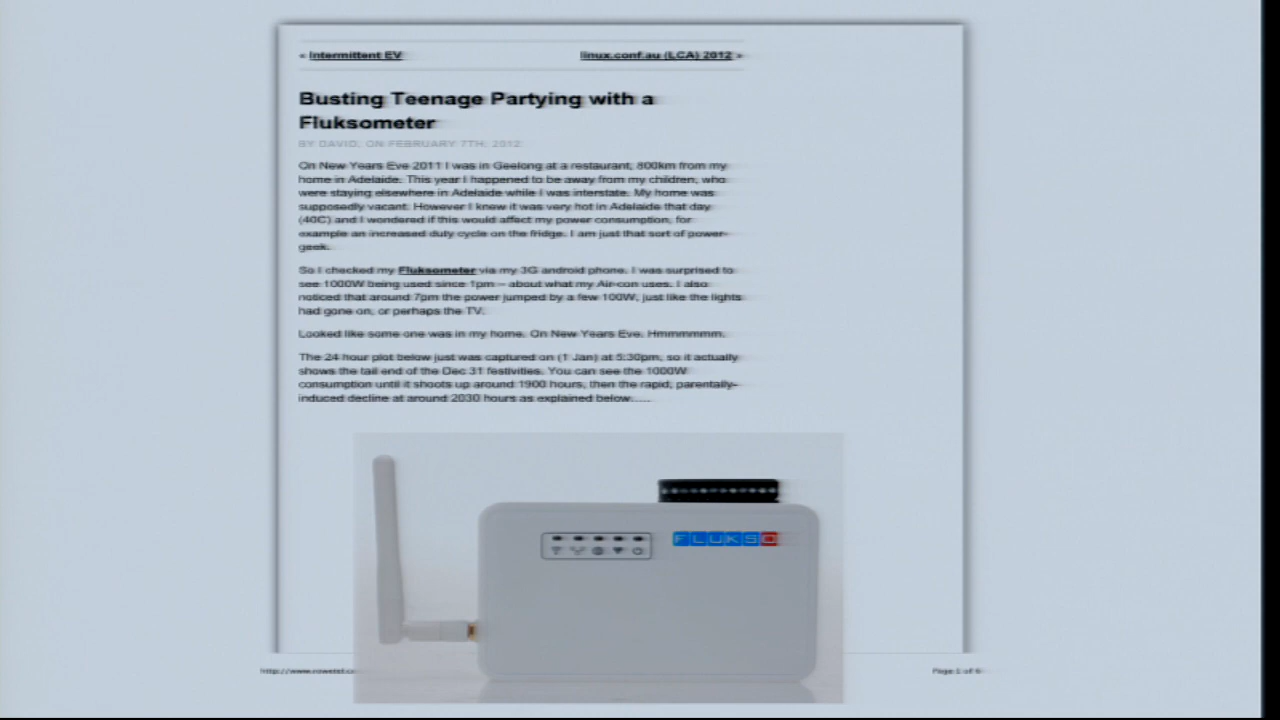 « Intermittent EV
linux.conf.au (LCA) 2012 »
Busting Teenage Partying with a
Fluksometer
BY DAVID, ON FEBRUARY 7TH, 2012
On New Years Eve 2011 I was in Geelong at a restaurant, 800km from my
home in Adelaide. This year I happened to be away from my children, who
were staying elsewhere in Adelaide while I was interstate. My home was
supposedly vacant. However I knew it was very hot in Adelaide that day
(40C) and I wondered if this would affect my power consumption, for
example an increased duty cycle on the fridge. I am just that sort of power-
geek.
So I checked my Fluksometer via my 3G android phone. I was surprised to
see 1000W being used since 1pm – about what my Air-con uses. I also
noticed that around 7pm the power jumped by a few 100W, just like the lights
had gone on, or perhaps the TV.
Looked like some one was in my home. On New Years Eve. Hmmmmmm.
The 24 hour plot below just was captured on (1 Jan) at 5:30pm, so it actually
shows the tail end of the Dec 31 festivities. You can see the 1000W
consumption until it shoots up around 1900 hours, then the rapid, parentally-
induced decline at around 2030 hours as explained below.....
FLUKSO
Page 1 of 6